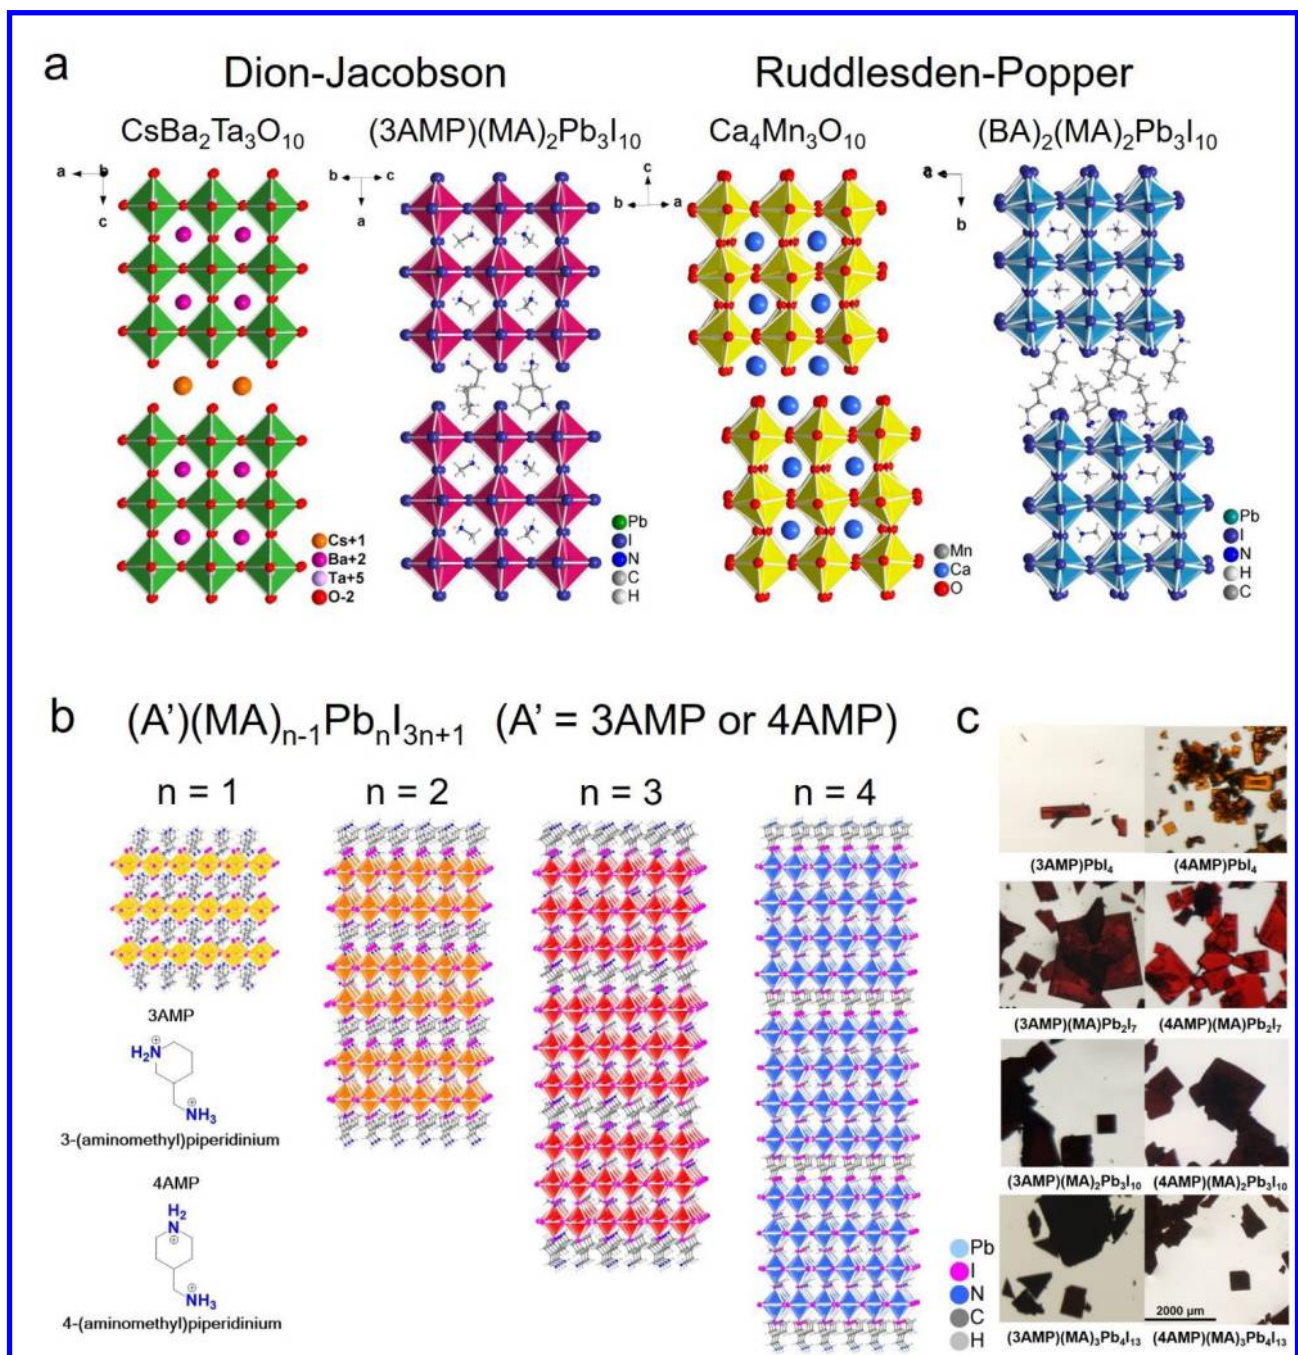 a
Dion-Jacobson
Ruddlesden-Popper
CsBa₂Ta₃O₁₀
(3AMP)(MA)₂Pb₃I₁₀
Ca₄Mn₃O₁₀
(BA)₂(MA)₂Pb₃I₁₀
a b
c
b c
a
c
b a
b
Cs+1
Ba+2
Ta+5
O-2
Pb
I
N
C
H
Mn
Ca
O
Pb
I
N
H
C
b
(A')(MA)ₙ₋₁PbₙI₃ₙ₊₁ (A' = 3AMP or 4AMP)
n = 1
n = 2
n = 3
n = 4
3AMP
H₂N
⊕
⊕
NH₃
3-(aminomethyl)piperidinium
4AMP
H₂
N
⊕
⊕
NH₃
4-(aminomethyl)piperidinium
Pb
I
N
C
H
c
(3AMP)PbI₄
(4AMP)PbI₄
(3AMP)(MA)Pb₂I₇
(4AMP)(MA)Pb₂I₇
(3AMP)(MA)₂Pb₃I₁₀
(4AMP)(MA)₂Pb₃I₁₀
2000 µm
(3AMP)(MA)₃Pb₄I₁₃
(4AMP)(MA)₃Pb₄I₁₃